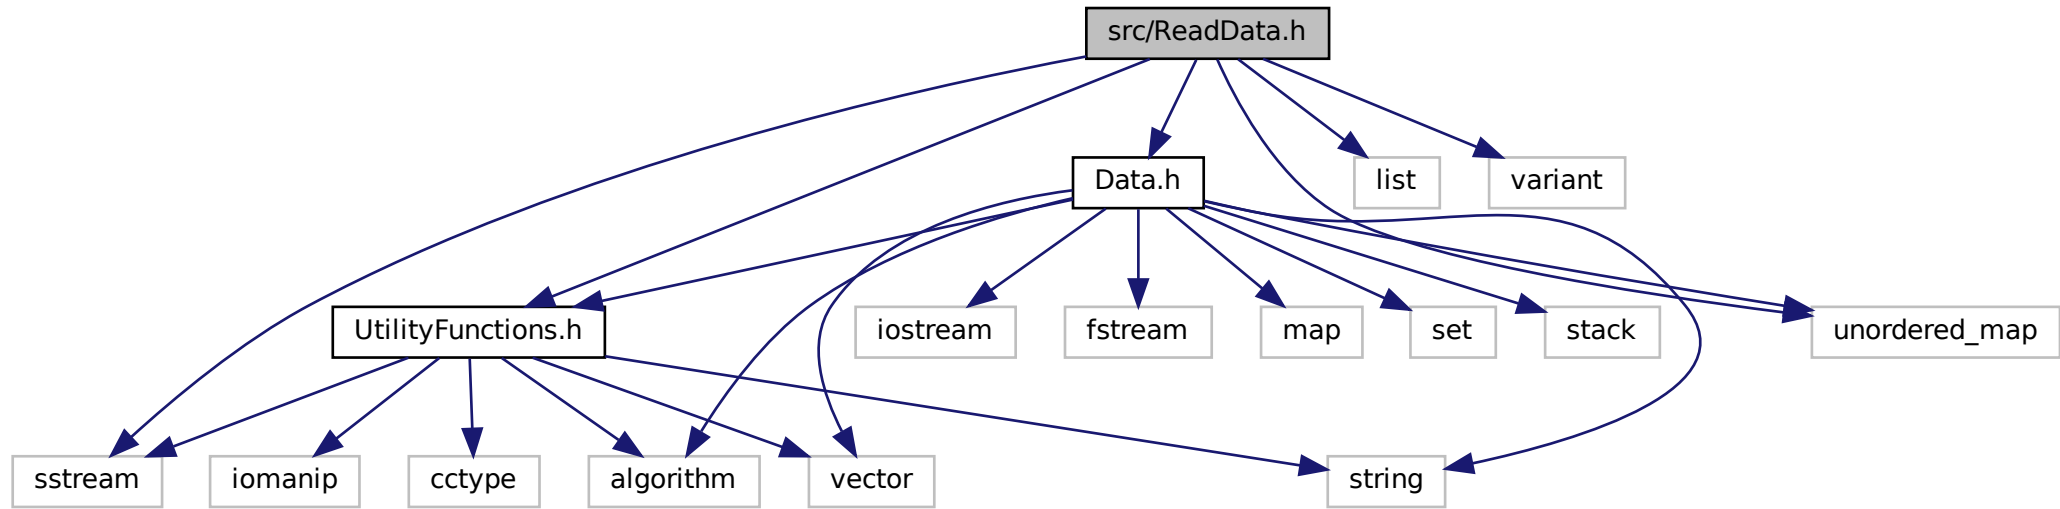 src/ReadData.h
Data.h
list
variant
UtilityFunctions.h
iostream
fstream
map
set
stack
unordered_map
sstream
iomanip
cctype
algorithm
vector
string